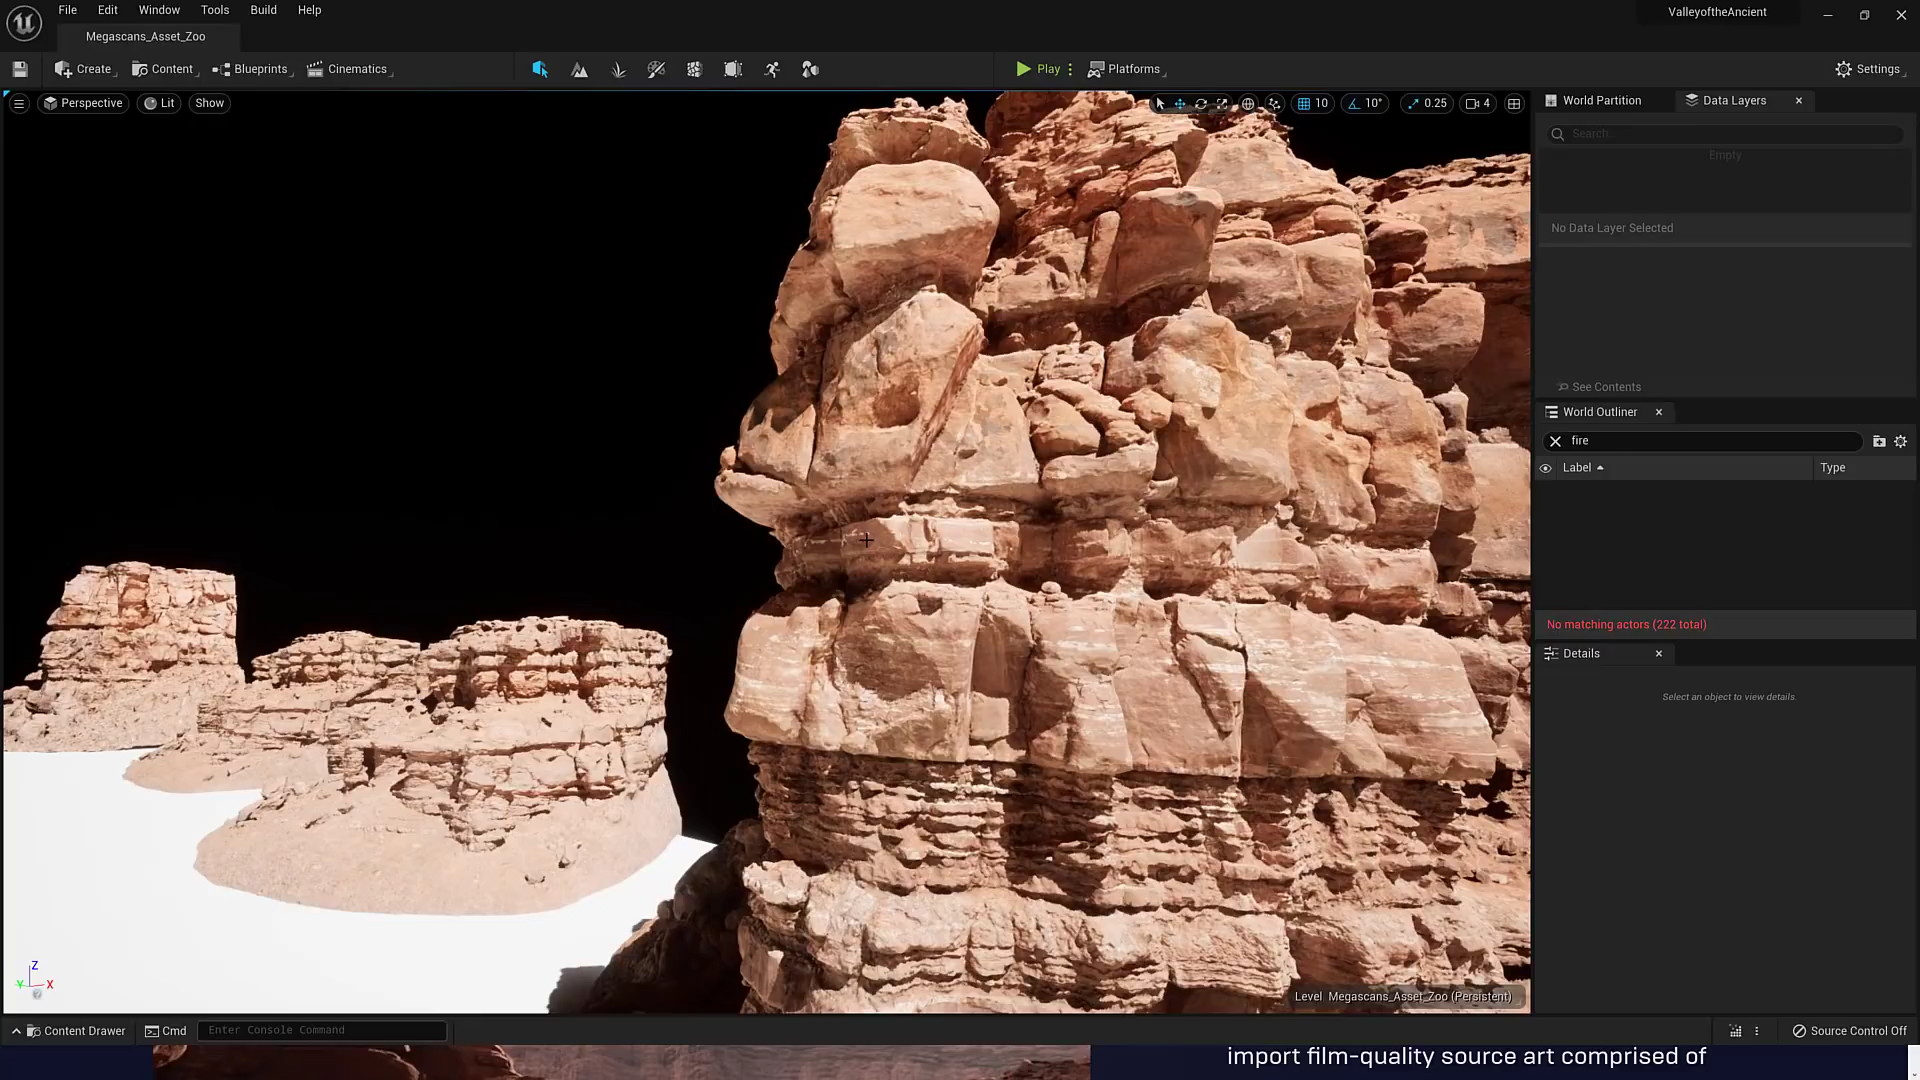 File Edit Window Tools Build Help
ValleyoftheAncient
Megascans_Asset_Zoo
Create
Content
Blueprints
Cinematics
Play
Platforms
Settings
Perspective
Lit
Show
10
10°
0.25
4
World Partition
Data Layers
Search...
Empty
No Data Layer Selected
See Contents
World Outliner
fire
Label
Type
No matching actors (222 total)
Details
Select an object to view details.
Z
Y
X
Level Megascans_Asset_Zoo (Persistent)
Content Drawer
Cmd
Enter Console Command
Source Control Off
import film-quality source art comprised of